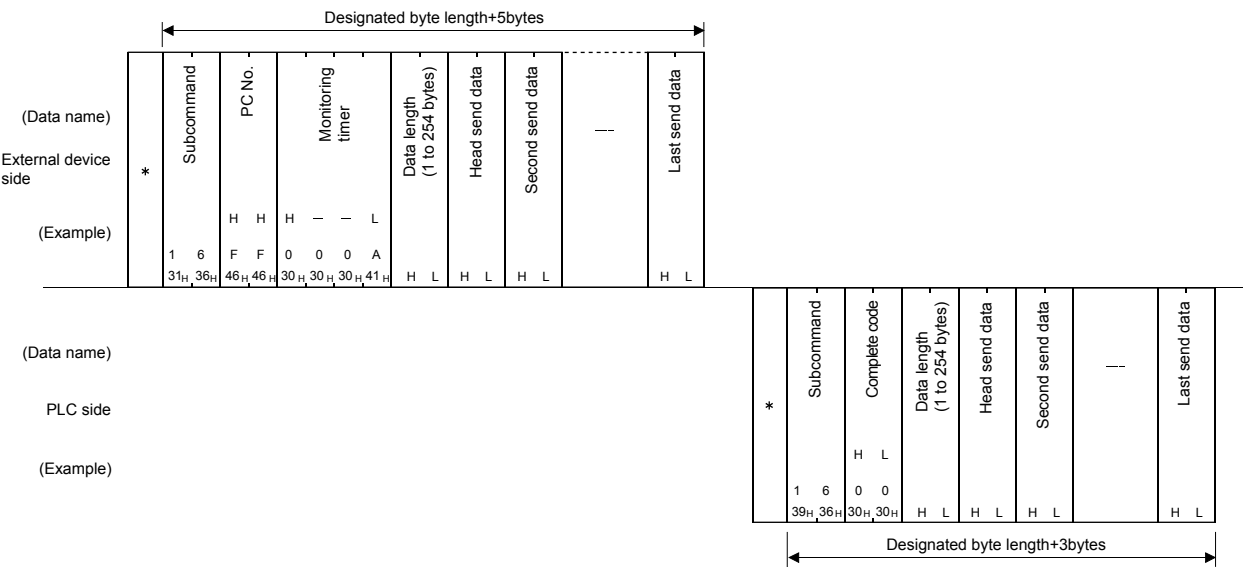 Designated byte length+5bytes
(Data name)
External device
side
(Example)
*
Subcommand
1 6
31H 36H
PC No.
H H
F F
46H 46H
Monitoring
timer
H — — L
0 0 0 A
30H 30H 30H 41H
Data length
(1 to 254 bytes)
H L
Head send data
H L
Second send data
H L
Last send data
H L
(Data name)
PLC side
(Example)
*
Subcommand
1 6
39H 36H
Complete code
H L
0 0
30H 30H
Data length
(1 to 254 bytes)
H L
Head send data
H L
Second send data
H L
Last send data
H L
Designated byte length+3bytes